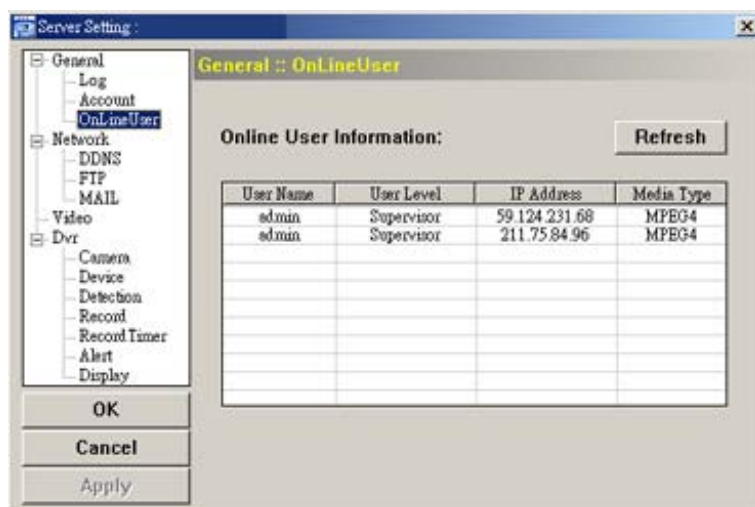 Server Setting :
General
Log
Account
OnLineUser
Network
DDNS
FTP
MAIL
Video
Dvr
Camera
Device
Detection
Record
Record Timer
Alert
Display
OK
Cancel
Apply
General :: OnLineUser
Online User Information:
Refresh
User Name User Level IP Address Media Type
admin Supervisor 59.124.231.68 MPEG4
admin Supervisor 211.75.84.96 MPEG4